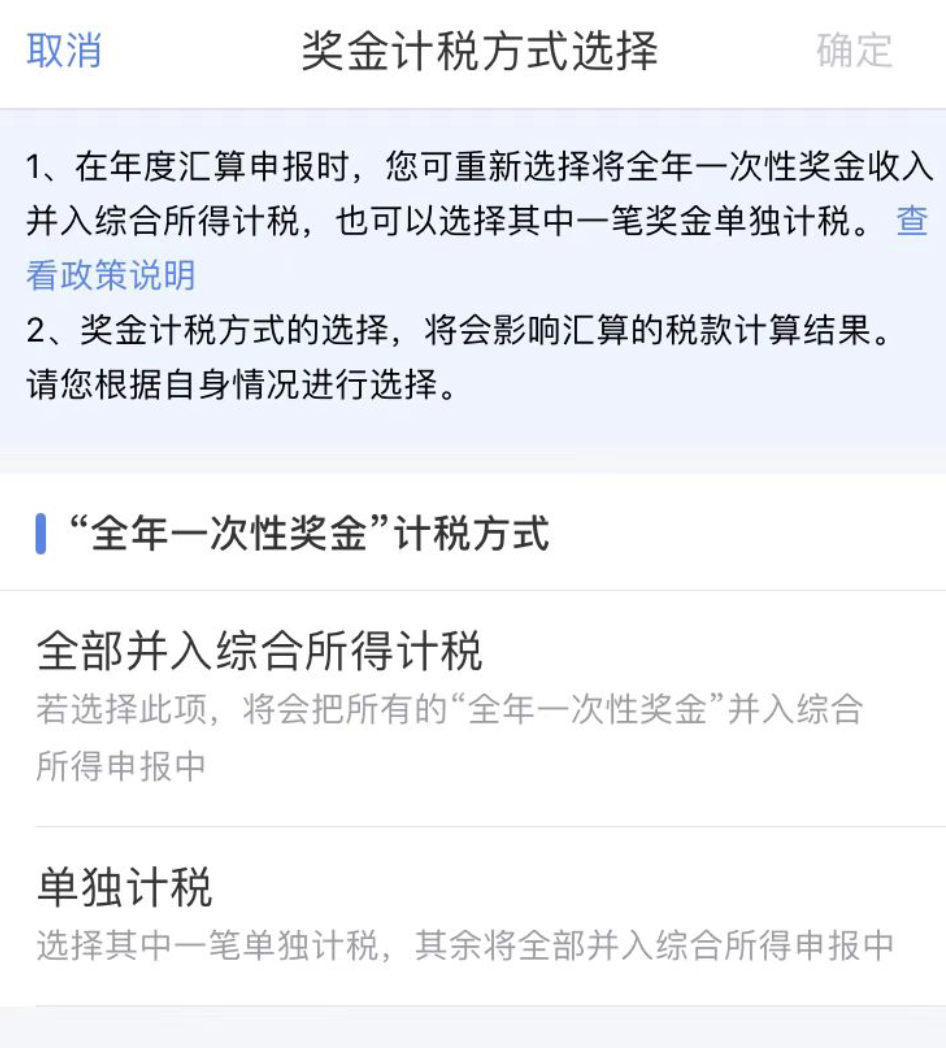 取消
奖金计税方式选择
确定
1、在年度汇算申报时，您可重新选择将全年一次性奖金收入
并入综合所得计税，也可以选择其中一笔奖金单独计税。 查
看政策说明
2、奖金计税方式的选择，将会影响汇算的税款计算结果。
请您根据自身情况进行选择。
“全年一次性奖金”计税方式
全部并入综合所得计税
若选择此项，将会把所有的“全年一次性奖金”并入综合
所得申报中
单独计税
选择其中一笔单独计税，其余将全部并入综合所得申报中